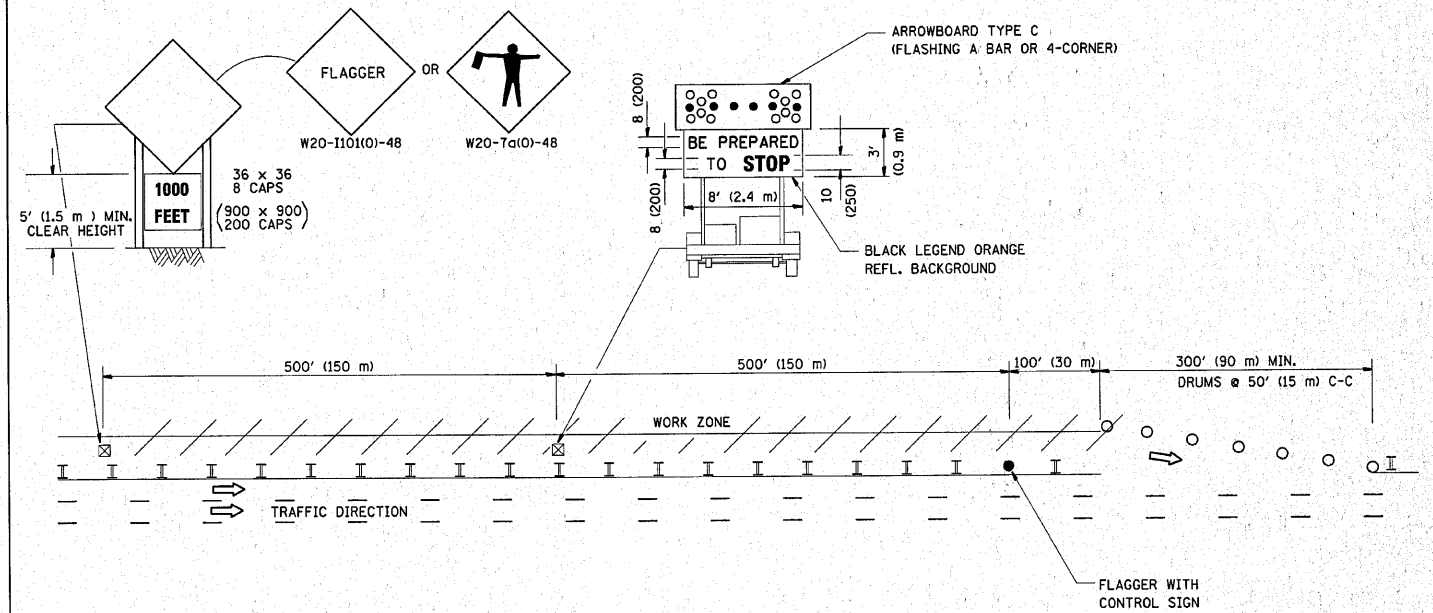 ARROWBOARD TYPE C
(FLASHING A BAR OR 4-CORNER)
FLAGGER
OR
W20-I101(O)-48
W20-7a(O)-48
1000
FEET
36 x 36
8 CAPS
(900 x 900)
200 CAPS
5' (1.5 m ) MIN.
CLEAR HEIGHT
8 (200)
8 (200)
BE PREPARED
TO STOP
3'
(0.9 m)
10
(250)
8' (2.4 m)
BLACK LEGEND ORANGE
REFL. BACKGROUND
500' (150 m)
500' (150 m)
100' (30 m)
300' (90 m) MIN.
DRUMS @ 50' (15 m) C-C
WORK ZONE
TRAFFIC DIRECTION
FLAGGER WITH
CONTROL SIGN